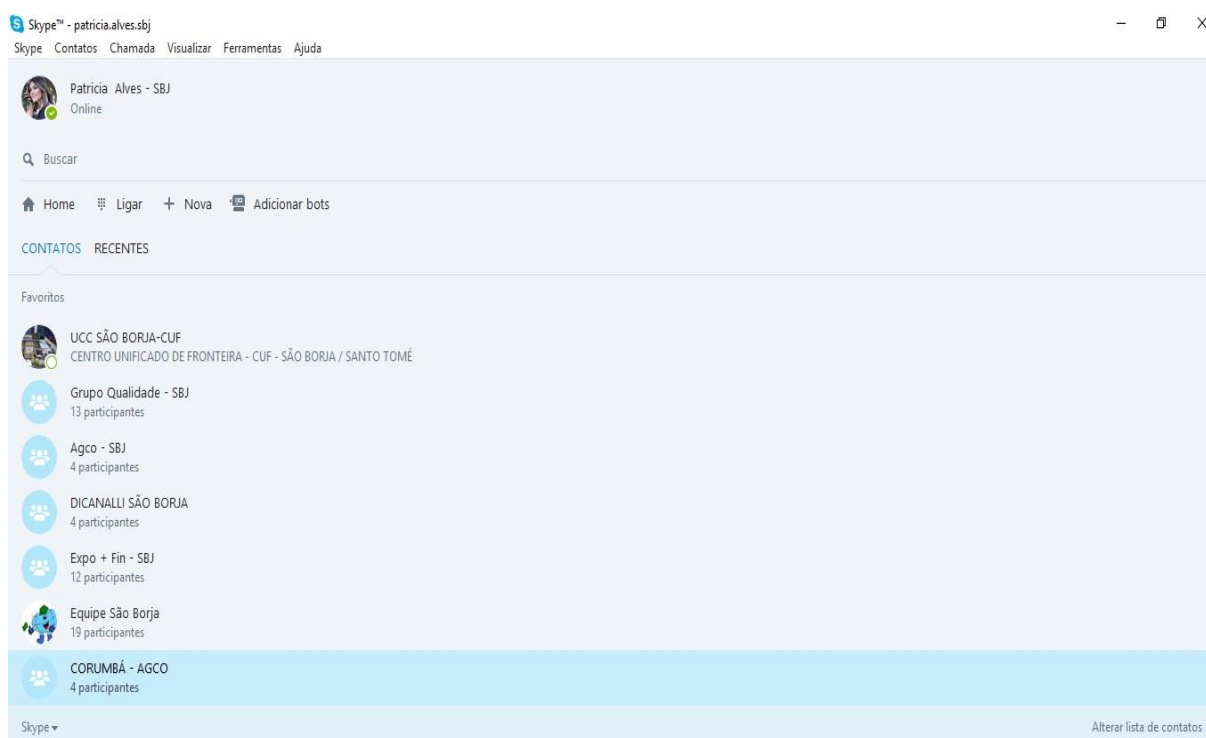 Skype™ - patricia.alves.sbj
Skype Contatos Chamada Visualizar Ferramentas Ajuda
Patricia Alves - SBJ
Online
Buscar
Home Ligar + Nova Adicionar bots
CONTATOS RECENTES
Favoritos
UCC SÃO BORJA-CUF
CENTRO UNIFICADO DE FRONTEIRA - CUF - SÃO BORJA / SANTO TOMÉ
Grupo Qualidade - SBJ
13 participantes
Agco - SBJ
4 participantes
DICANALLI SÃO BORJA
4 participantes
Expo + Fin - SBJ
12 participantes
Equipe São Borja
19 participantes
CORUMBÁ - AGCO
4 participantes
Skype Alterar lista de contatos